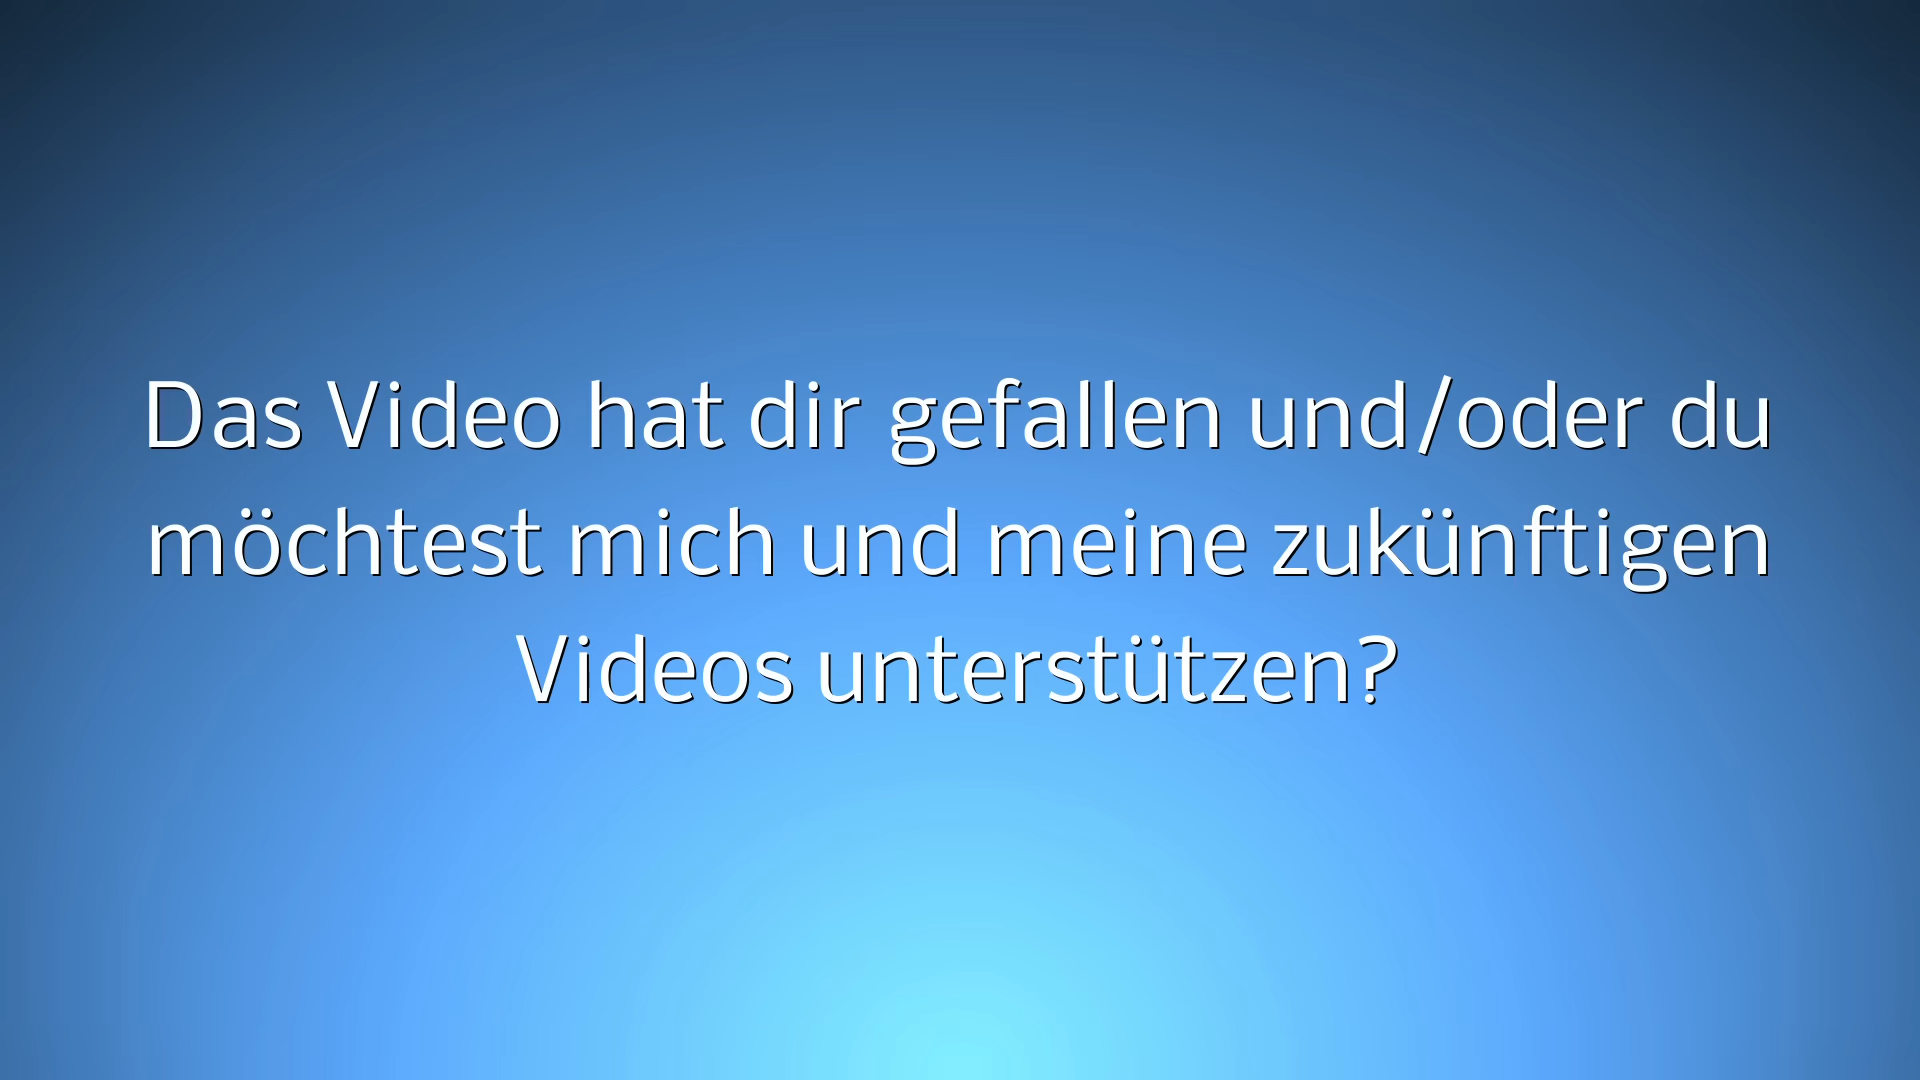 Das Video hat dir gefallen und/oder du
möchtest mich und meine zukünftigen
Videos unterstützen?